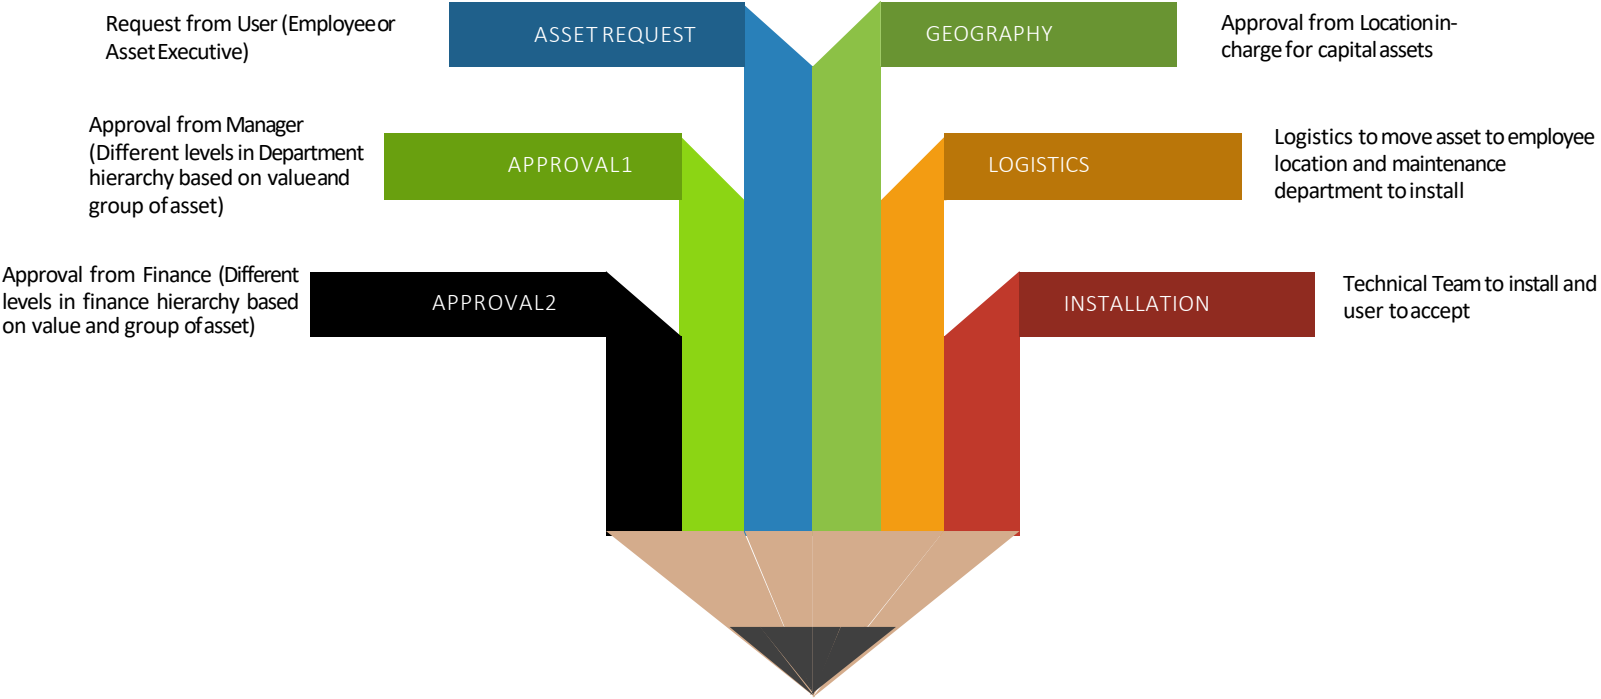 Request from User (Employee or
Asset Executive)
ASSET REQUEST
GEOGRAPHY
Approval from Location in-
charge for capital assets
Approval from Manager
(Different levels in Department
hierarchy based on value and
group of asset)
APPROVAL1
LOGISTICS
Logistics to move asset to employee
location and maintenance
department to install
Approval from Finance (Different
levels in finance hierarchy based
on value and group of asset)
APPROVAL2
INSTALLATION
Technical Team to install and
user to accept